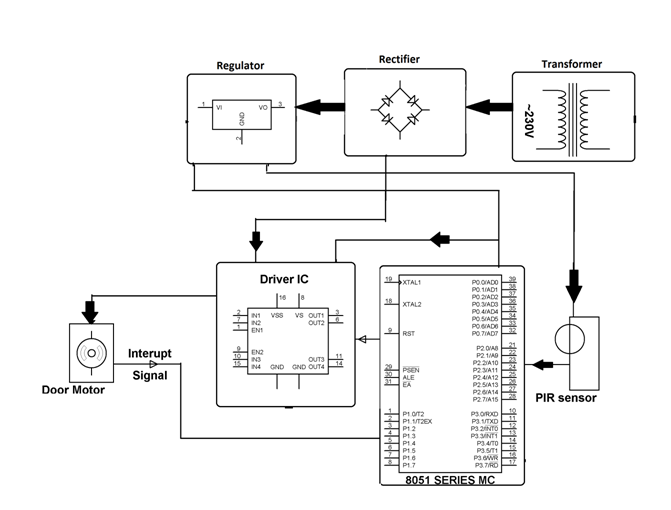 Regulator
Rectifier
Transformer
1 VI VO 3
GND
2
~230V
Driver IC
16 8
2 IN1 VSS VS OUT1 3
7 IN2 OUT2 6
1 EN1
9 EN2
10 IN3 OUT3 11
15 IN4 GND GND OUT4 14
Interupt
Signal
Door Motor
19 XTAL1 P0.0/AD0 39
P0.1/AD1 38
P0.2/AD2 37
18 XTAL2 P0.3/AD3 36
P0.4/AD4 35
P0.5/AD5 34
P0.6/AD6 33
9 RST P0.7/AD7 32
P2.0/A8 21
P2.1/A9 22
P2.2/A10 23
29 PSEN P2.3/A11 24
30 ALE P2.4/A12 25
31 EA P2.5/A13 26
P2.6/A14 27
P2.7/A15 28
1 P1.0/T2 P3.0/RXD 10
2 P1.1/T2EX P3.1/TXD 11
3 P1.2 P3.2/INT0 12
4 P1.3 P3.3/INT1 13
5 P1.4 P3.4/T0 14
6 P1.5 P3.5/T1 15
7 P1.6 P3.6/WR 16
8 P1.7 P3.7/RD 17
8051 SERIES MC
PIR sensor